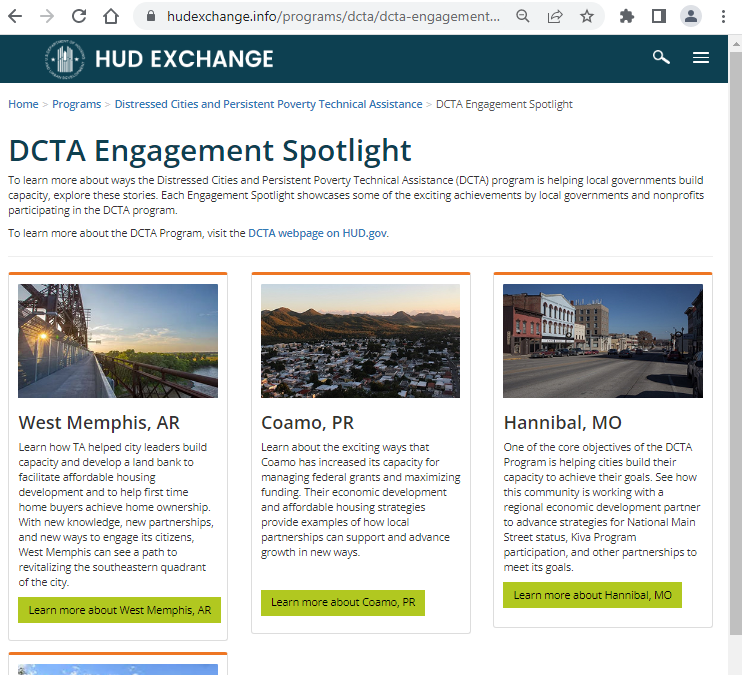 hudexchange.info/programs/dcta/dcta-engagement...
HUD EXCHANGE
Home > Programs > Distressed Cities and Persistent Poverty Technical Assistance > DCTA Engagement Spotlight
DCTA Engagement Spotlight
To learn more about ways the Distressed Cities and Persistent Poverty Technical Assistance (DCTA) program is helping local governments build
capacity, explore these stories. Each Engagement Spotlight showcases some of the exciting achievements by local governments and nonprofits
participating in the DCTA program.
To learn more about the DCTA Program, visit the DCTA webpage on HUD.gov.
West Memphis, AR
Learn how TA helped city leaders build
capacity and develop a land bank to
facilitate affordable housing
development and to help first time
home buyers achieve home ownership.
With new knowledge, new partnerships,
and new ways to engage its citizens,
West Memphis can see a path to
revitalizing the southeastern quadrant
of the city.
Learn more about West Memphis, AR
Coamo, PR
Learn about the exciting ways that
Coamo has increased its capacity for
managing federal grants and maximizing
funding. Their economic development
and affordable housing strategies
provide examples of how local
partnerships can support and advance
growth in new ways.
Learn more about Coamo, PR
Hannibal, MO
One of the core objectives of the DCTA
Program is helping cities build their
capacity to achieve their goals. See how
this community is working with a
regional economic development partner
to advance strategies for National Main
Street status, Kiva Program
participation, and other partnerships to
meet its goals.
Learn more about Hannibal, MO